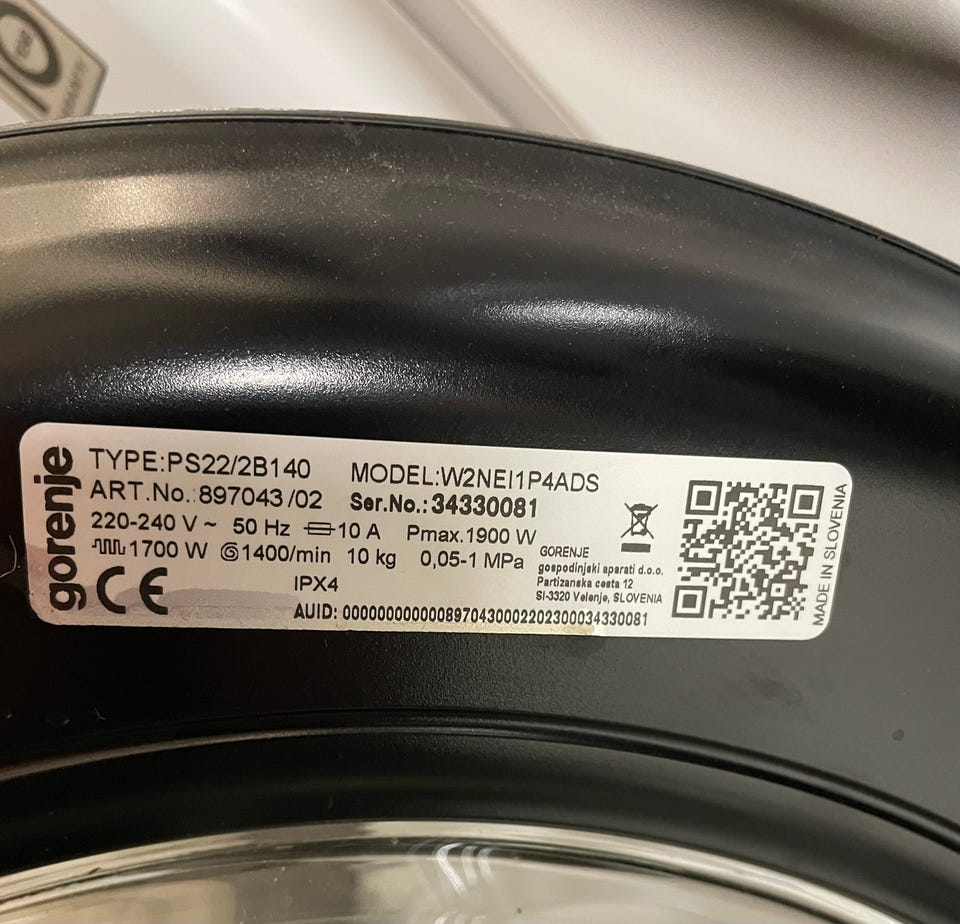 gorenje
TYPE:PS22/2B140 MODEL:W2NEI1P4ADS
ART.No.:897043/02 Ser.No.:34330081
220-240 V ~ 50 Hz 10 A Pmax.1900 W
1700 W 1400/min 10 kg 0,05-1 MPa
CE
IPX4
GORENJE
gospodinjski aparati d.o.o.
Partizanska cesta 12
SI-3320 Velenje, SLOVENIA
AUID: 0000000000008970430002202300034330081
MADE IN SLOVENIA